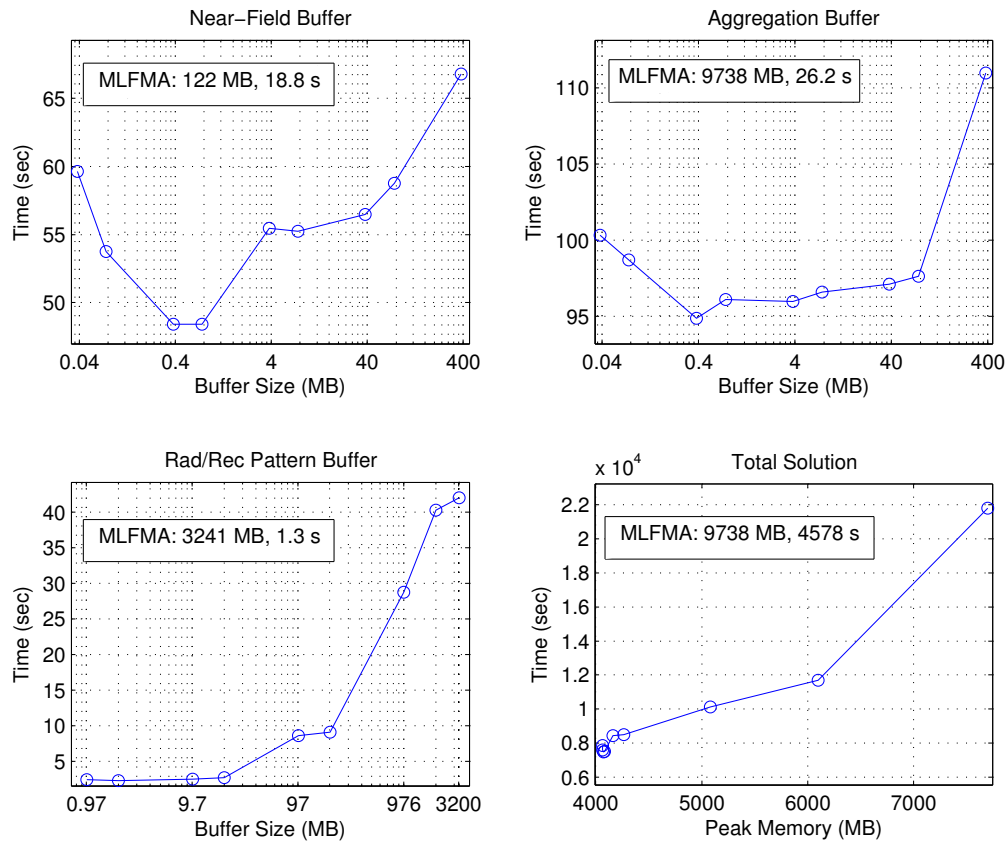 Near−Field Buffer
MLFMA: 122 MB, 18.8 s
65
60
55
50
Time (sec)
0.04 0.4 4 40 400
Buffer Size (MB)
Aggregation Buffer
MLFMA: 9738 MB, 26.2 s
110
105
100
95
Time (sec)
0.04 0.4 4 40 400
Buffer Size (MB)
Rad/Rec Pattern Buffer
MLFMA: 3241 MB, 1.3 s
40
35
30
20
10
5
Time (sec)
0.97 9.7 97 976 3200
Buffer Size (MB)
Total Solution
x 10^4
MLFMA: 9738 MB, 4578 s
2.2
2
1.8
1.6
1.4
1.2
1
0.8
0.6
Time (sec)
4000 5000 6000 7000
Peak Memory (MB)